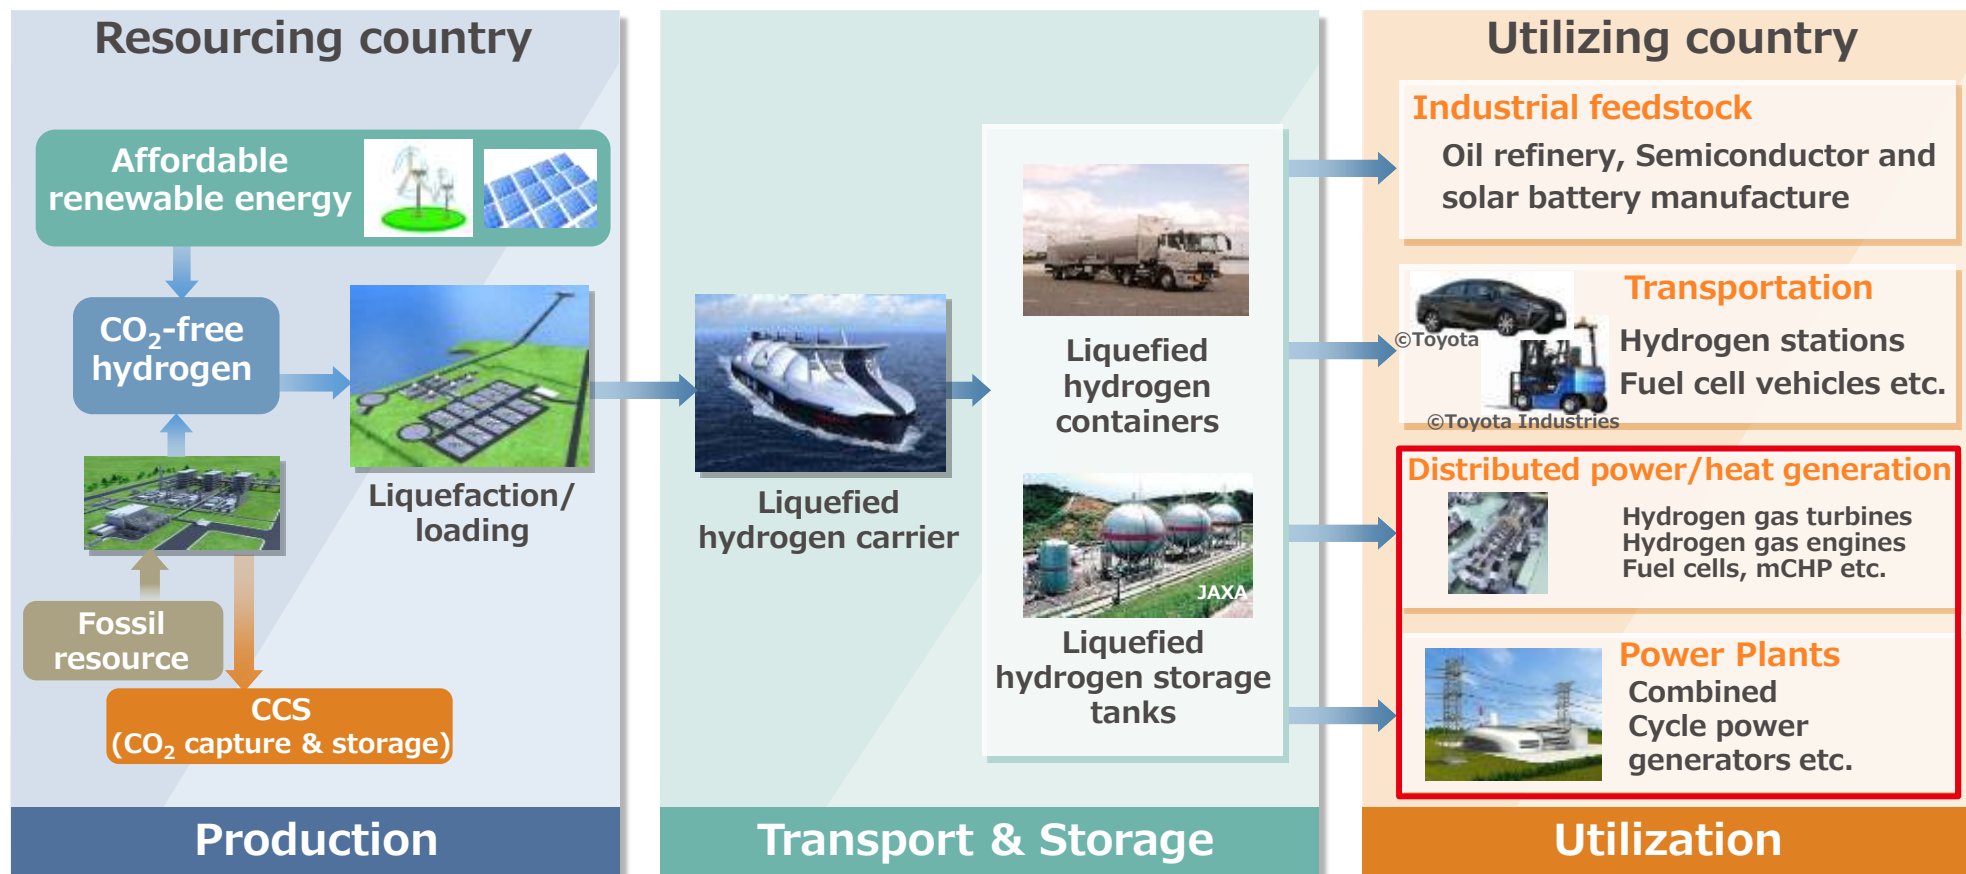 Resourcing country
Affordable
renewable energy
CO₂-free
hydrogen
Liquefaction/
loading
Fossil
resource
CCS
(CO₂ capture & storage)
Production
Liquefied
hydrogen carrier
Liquefied
hydrogen
containers
JAXA
Liquefied
hydrogen storage
tanks
Transport & Storage
Utilizing country
Industrial feedstock
Oil refinery, Semiconductor and
solar battery manufacture
Transportation
©Toyota
Hydrogen stations
Fuel cell vehicles etc.
©Toyota Industries
Distributed power/heat generation
Hydrogen gas turbines
Hydrogen gas engines
Fuel cells, mCHP etc.
Power Plants
Combined
Cycle power
generators etc.
Utilization